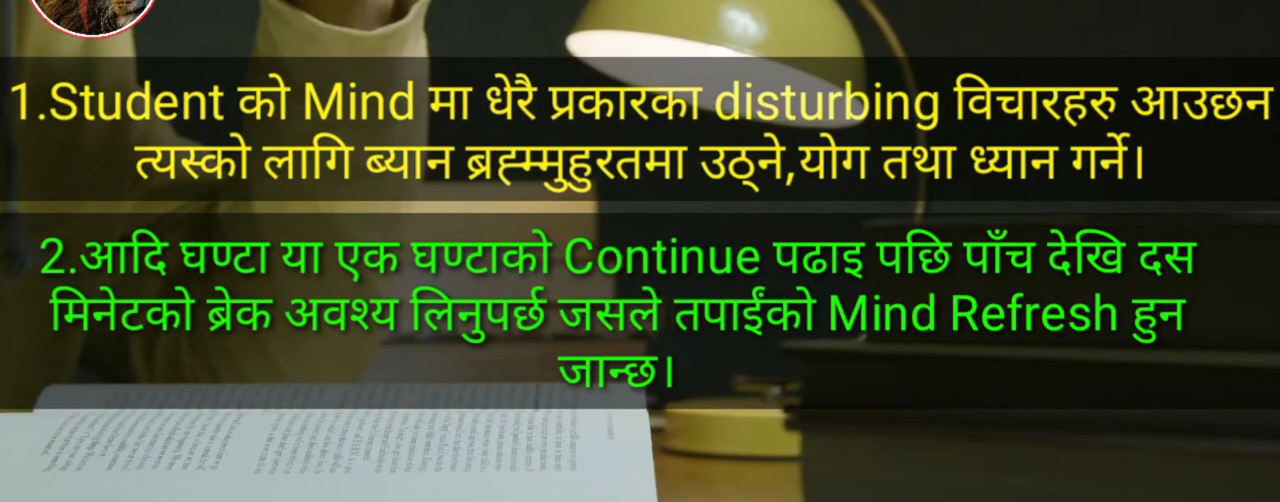 1.Student को Mind मा धेरै प्रकारका disturbing विचारहरु आउछन
त्यस्को लागि ब्यान ब्रह्म्मुहुरतमा उठ्ने,योग तथा ध्यान गर्ने।
2.आदि घण्टा या एक घण्टाको Continue पढाइ पछि पाँच देखि दस
मिनेटको ब्रेक अवश्य लिनुपर्छ जसले तपाईंको Mind Refresh हुन
जान्छ।